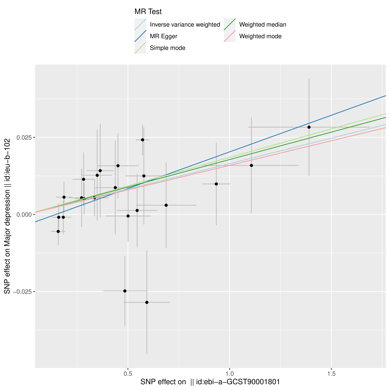 MR Test
Inverse variance weighted
Weighted median
MR Egger
Weighted mode
Simple mode
SNP effect on Major depression || id:ieu-b-102
0.025
0.000
-0.025
0.5
1.0
1.5
SNP effect on || id:ebi-a-GCST90001801